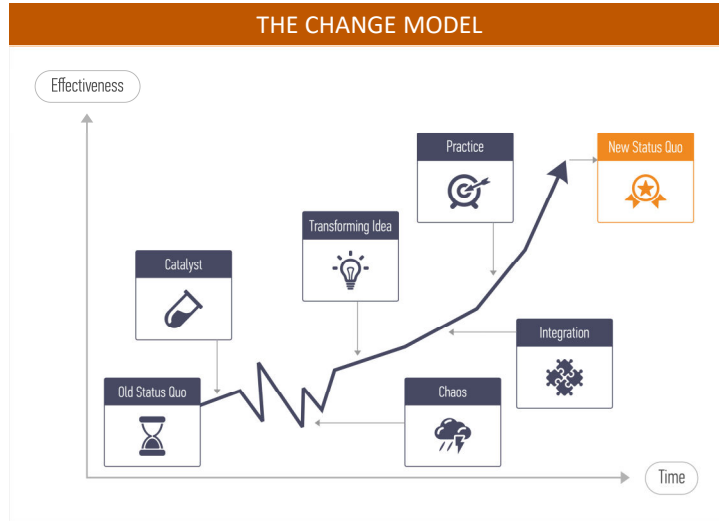 THE CHANGE MODEL
Effectiveness
Practice
New Status Quo
Transforming Idea
Catalyst
Integration
Old Status Quo
Chaos
Time